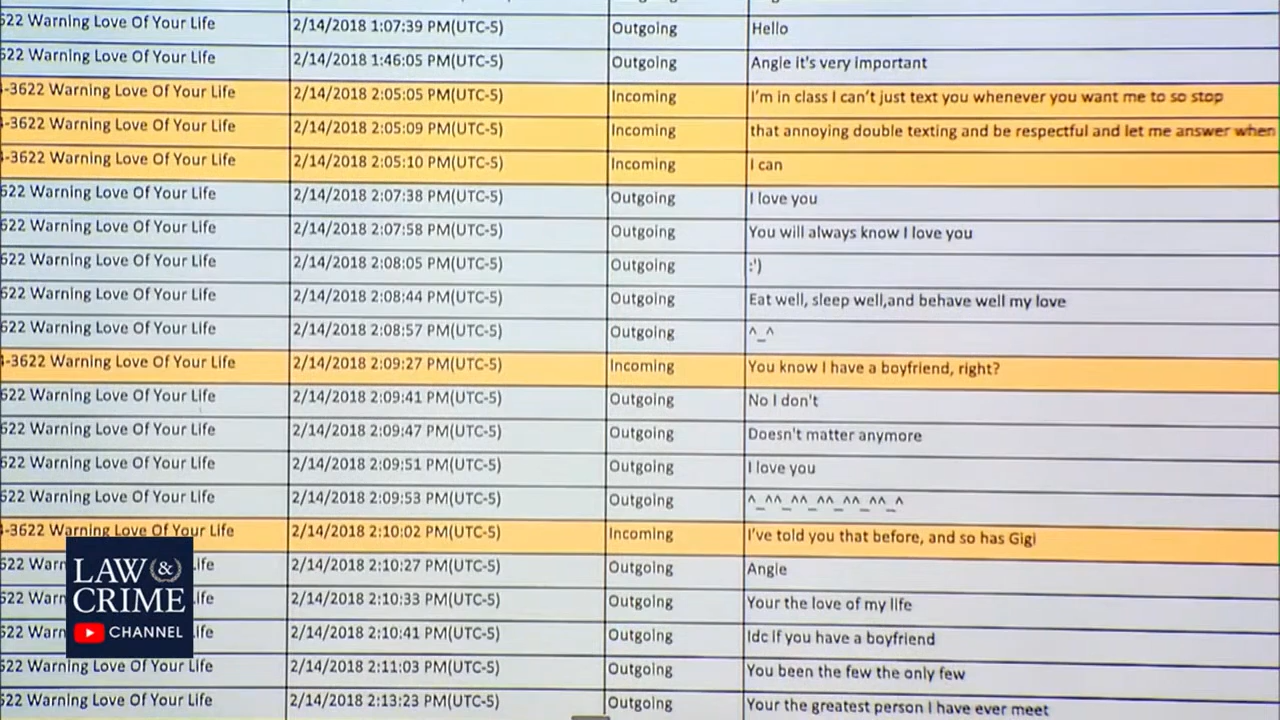 622 Warning Love Of Your Life 2/14/2018 1:07:39 PM(UTC-5) Outgoing Hello
622 Warning Love Of Your Life 2/14/2018 1:46:05 PM(UTC-5) Outgoing Angie it's very important
-3622 Warning Love Of Your Life 2/14/2018 2:05:05 PM(UTC-5) Incoming I'm in class I can't just text you whenever you want me to so stop
-3622 Warning Love Of Your Life 2/14/2018 2:05:09 PM(UTC-5) Incoming that annoying double texting and be respectful and let me answer when
-3622 Warning Love Of Your Life 2/14/2018 2:05:10 PM(UTC-5) Incoming I can
622 Warning Love Of Your Life 2/14/2018 2:07:38 PM(UTC-5) Outgoing I love you
622 Warning Love Of Your Life 2/14/2018 2:07:58 PM(UTC-5) Outgoing You will always know I love you
622 Warning Love Of Your Life 2/14/2018 2:08:05 PM(UTC-5) Outgoing :')
622 Warning Love Of Your Life 2/14/2018 2:08:44 PM(UTC-5) Outgoing Eat well, sleep well,and behave well my love
622 Warning Love Of Your Life 2/14/2018 2:08:57 PM(UTC-5) Outgoing ^_^
-3622 Warning Love Of Your Life 2/14/2018 2:09:27 PM(UTC-5) Incoming You know I have a boyfriend, right?
622 Warning Love Of Your Life 2/14/2018 2:09:41 PM(UTC-5) Outgoing No I don't
622 Warning Love Of Your Life 2/14/2018 2:09:47 PM(UTC-5) Outgoing Doesn't matter anymore
622 Warning Love Of Your Life 2/14/2018 2:09:51 PM(UTC-5) Outgoing I love you
622 Warning Love Of Your Life 2/14/2018 2:09:53 PM(UTC-5) Outgoing ^_^^_^^_^^_^^_^^_^
-3622 Warning Love Of Your Life 2/14/2018 2:10:02 PM(UTC-5) Incoming I've told you that before, and so has Gigi
622 Warn ife 2/14/2018 2:10:27 PM(UTC-5) Outgoing Angie
622 Warn ife 2/14/2018 2:10:33 PM(UTC-5) Outgoing Your the love of my life
622 Warn ife 2/14/2018 2:10:41 PM(UTC-5) Outgoing Idc if you have a boyfriend
622 Warning Love Of Your Life 2/14/2018 2:11:03 PM(UTC-5) Outgoing You been the few the only few
622 Warning Love Of Your Life 2/14/2018 2:13:23 PM(UTC-5) Outgoing Your the greatest person I have ever meet
LAW &
CRIME
CHANNEL